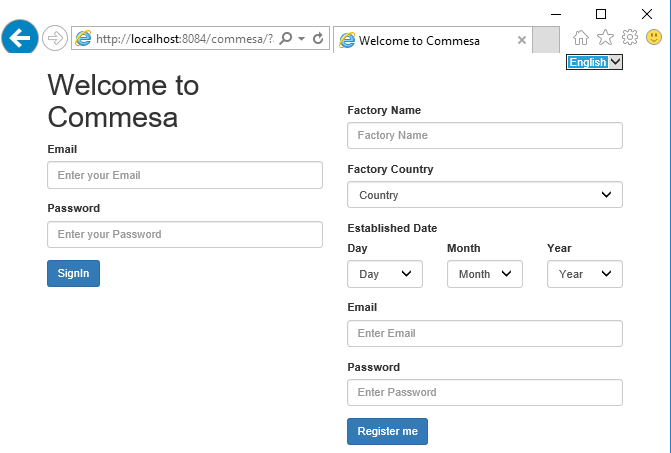 http://localhost:8084/commesa/?
Welcome to Commesa
English
Welcome to
Commesa
Email
Enter your Email
Password
Enter your Password
SignIn
Factory Name
Factory Name
Factory Country
Country
Established Date
Day Month Year
Day Month Year
Email
Enter Email
Password
Enter Password
Register me